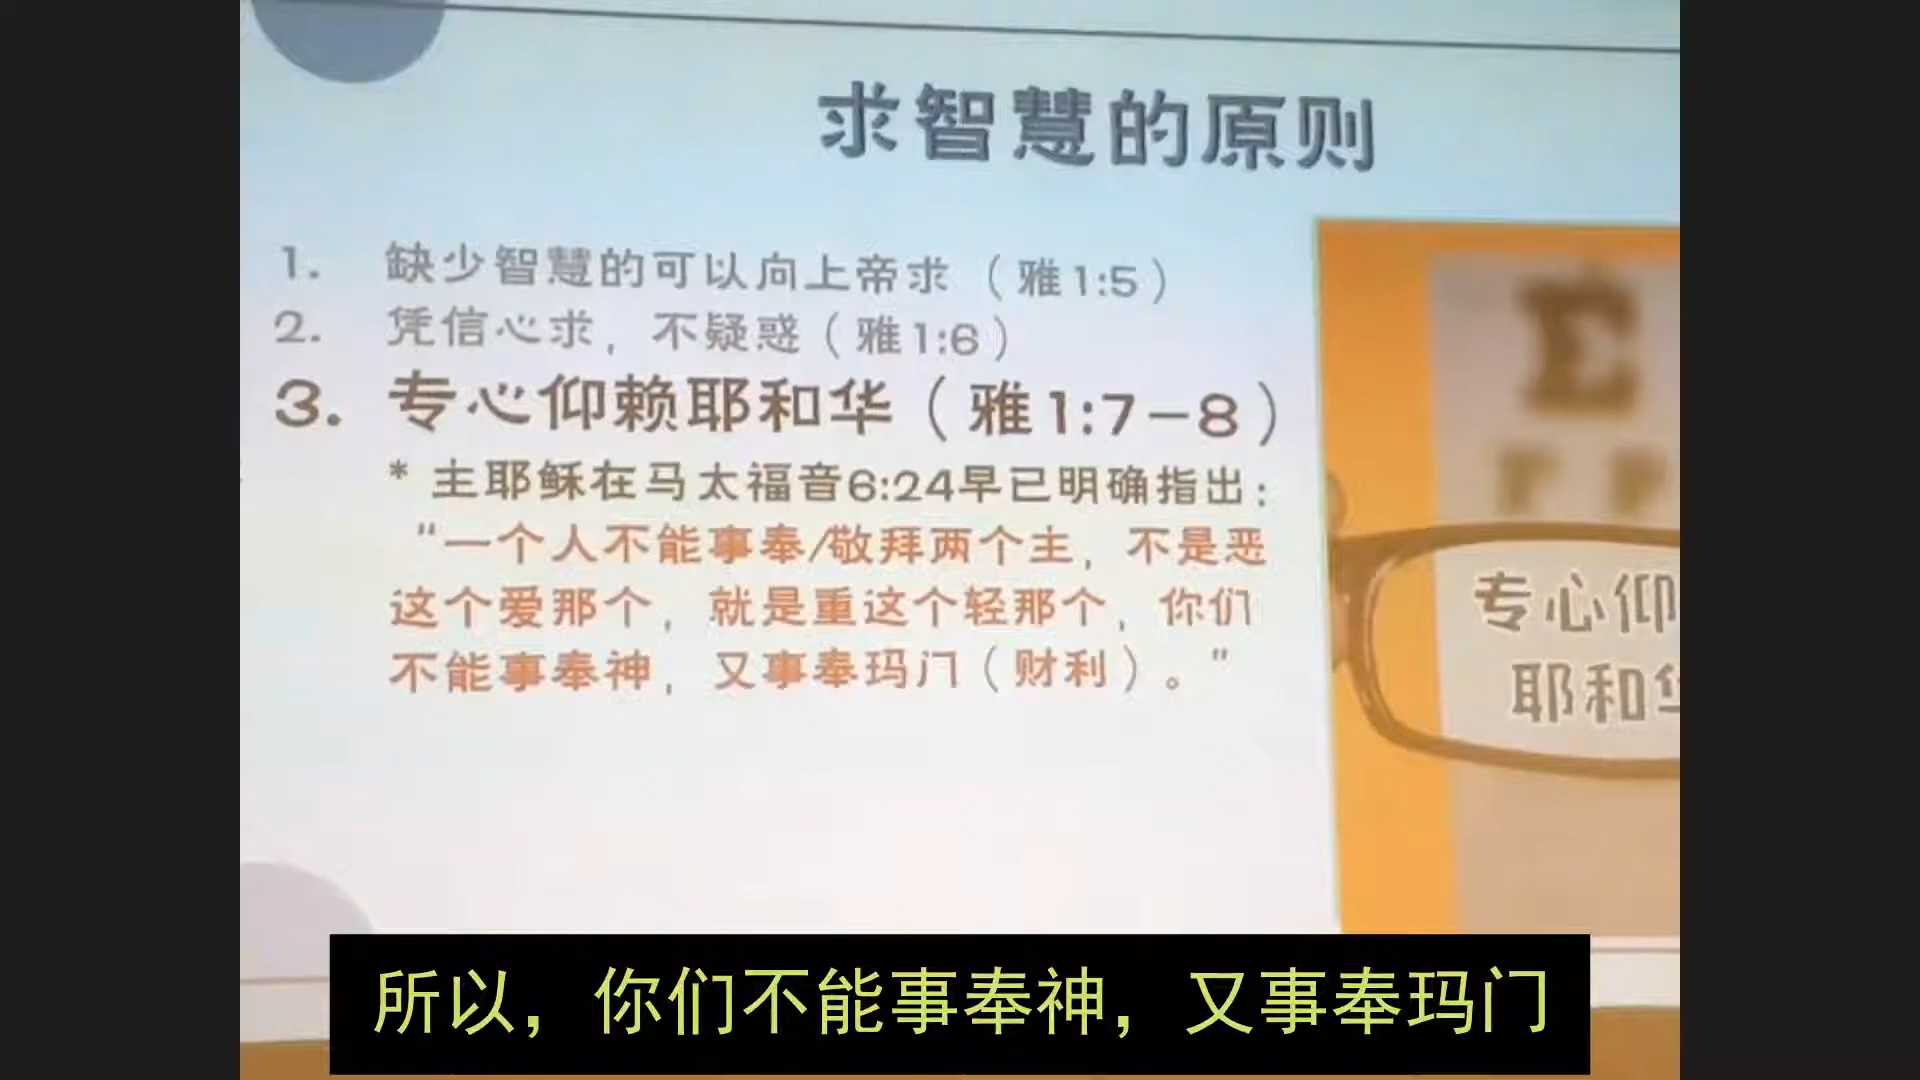 求智慧的原则
1. 缺少智慧的可以向上帝求（雅1:5）
2. 凭信心求，不疑惑（雅1:6）
3. 专心仰赖耶和华（雅1:7-8）
* 主耶稣在马太福音6:24早已明确指出：
“一个人不能事奉/敬拜两个主，不是恶
这个爱那个，就是重这个轻那个，你们
不能事奉神，又事奉玛门（财利）。”
E
专心仰
耶和
所以，你们不能事奉神，又事奉玛门